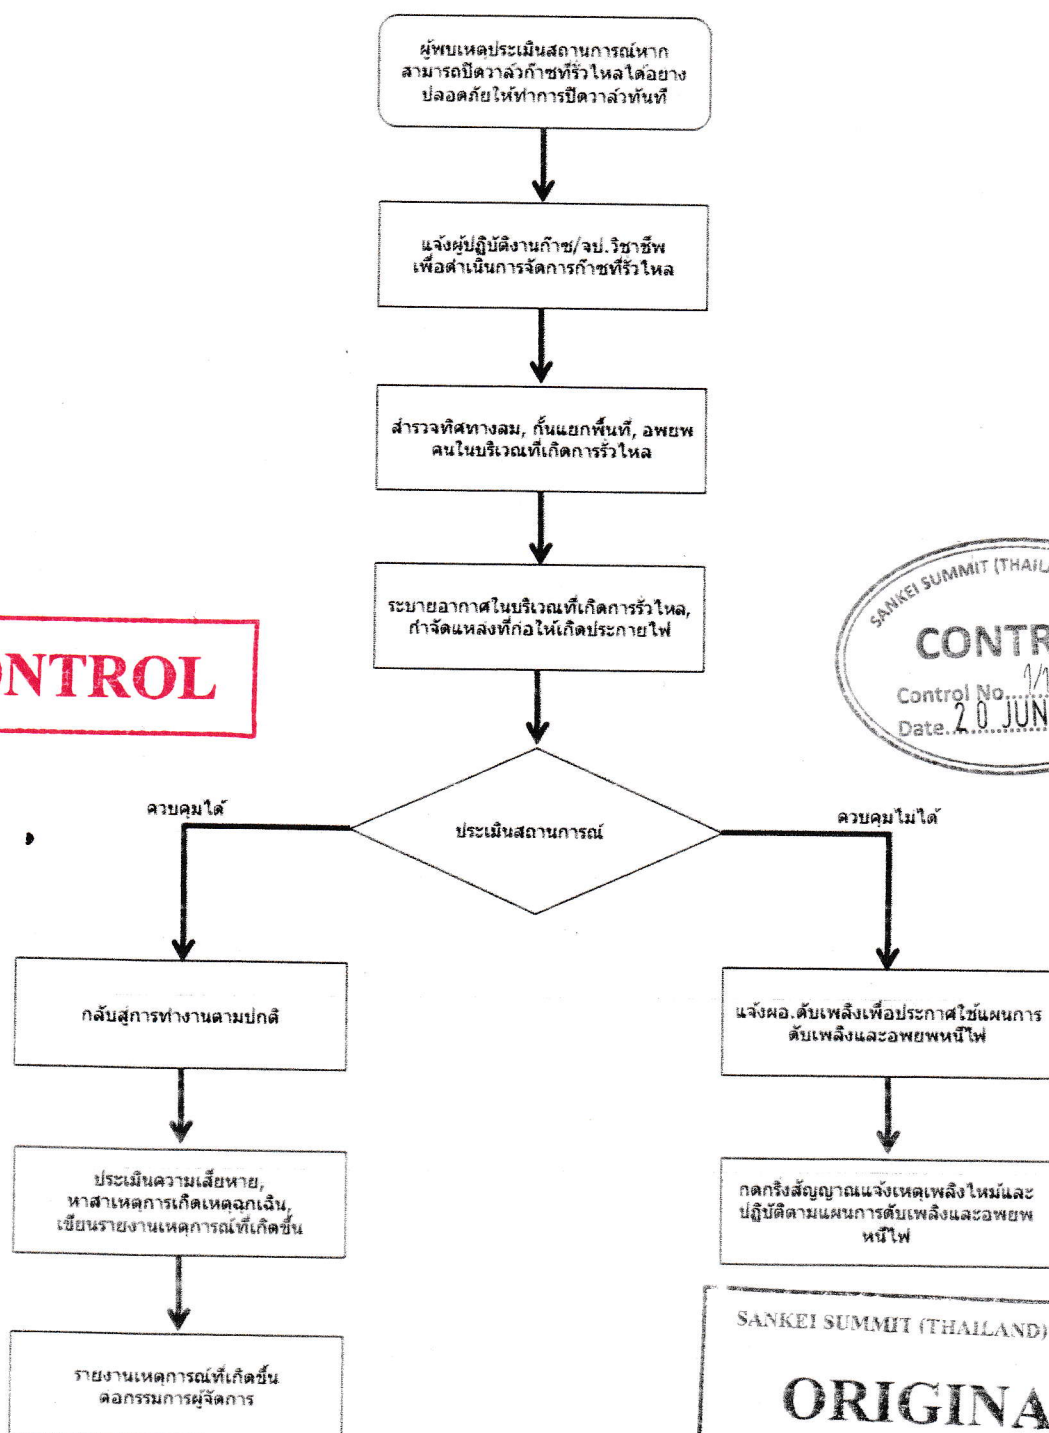 ผู้พบเหตุประเมินสถานการณ์หาก
สามารถปิดวาล์วก๊าซที่รั่วไหลได้อย่าง
ปลอดภัยให้ทำการปิดวาล์วทันที
แจ้งผู้ปฏิบัติงานก๊าซ/จป.วิชาชีพ
เพื่อดำเนินการจัดการก๊าซที่รั่วไหล
สำรวจทิศทางลม, กั้นแยกพื้นที่, อพยพ
คนในบริเวณที่เกิดการรั่วไหล
ระบายอากาศในบริเวณที่เกิดการรั่วไหล,
กำจัดแหล่งที่ก่อให้เกิดประกายไฟ
ONTROL
SANKEI SUMMIT (THAILA
CONTR
Control No. 1/1
Date 20 JUN
ประเมินสถานการณ์
ควบคุมได้
ควบคุมไม่ได้
กลับสู่การทำงานตามปกติ
แจ้งผอ.ดับเพลิงเพื่อประกาศใช้แผนการ
ดับเพลิงและอพยพหนีไฟ
ประเมินความเสียหาย,
หาสาเหตุการเกิดเหตุฉุกเฉิน,
เขียนรายงานเหตุการณ์ที่เกิดขึ้น
กดกริ่งสัญญาณแจ้งเหตุเพลิงไหม้และ
ปฏิบัติตามแผนการดับเพลิงและอพยพ
หนีไฟ
รายงานเหตุการณ์ที่เกิดขึ้น
ต่อกรรมการผู้จัดการ
SANKEI SUMMIT (THAILAND)
ORIGINA